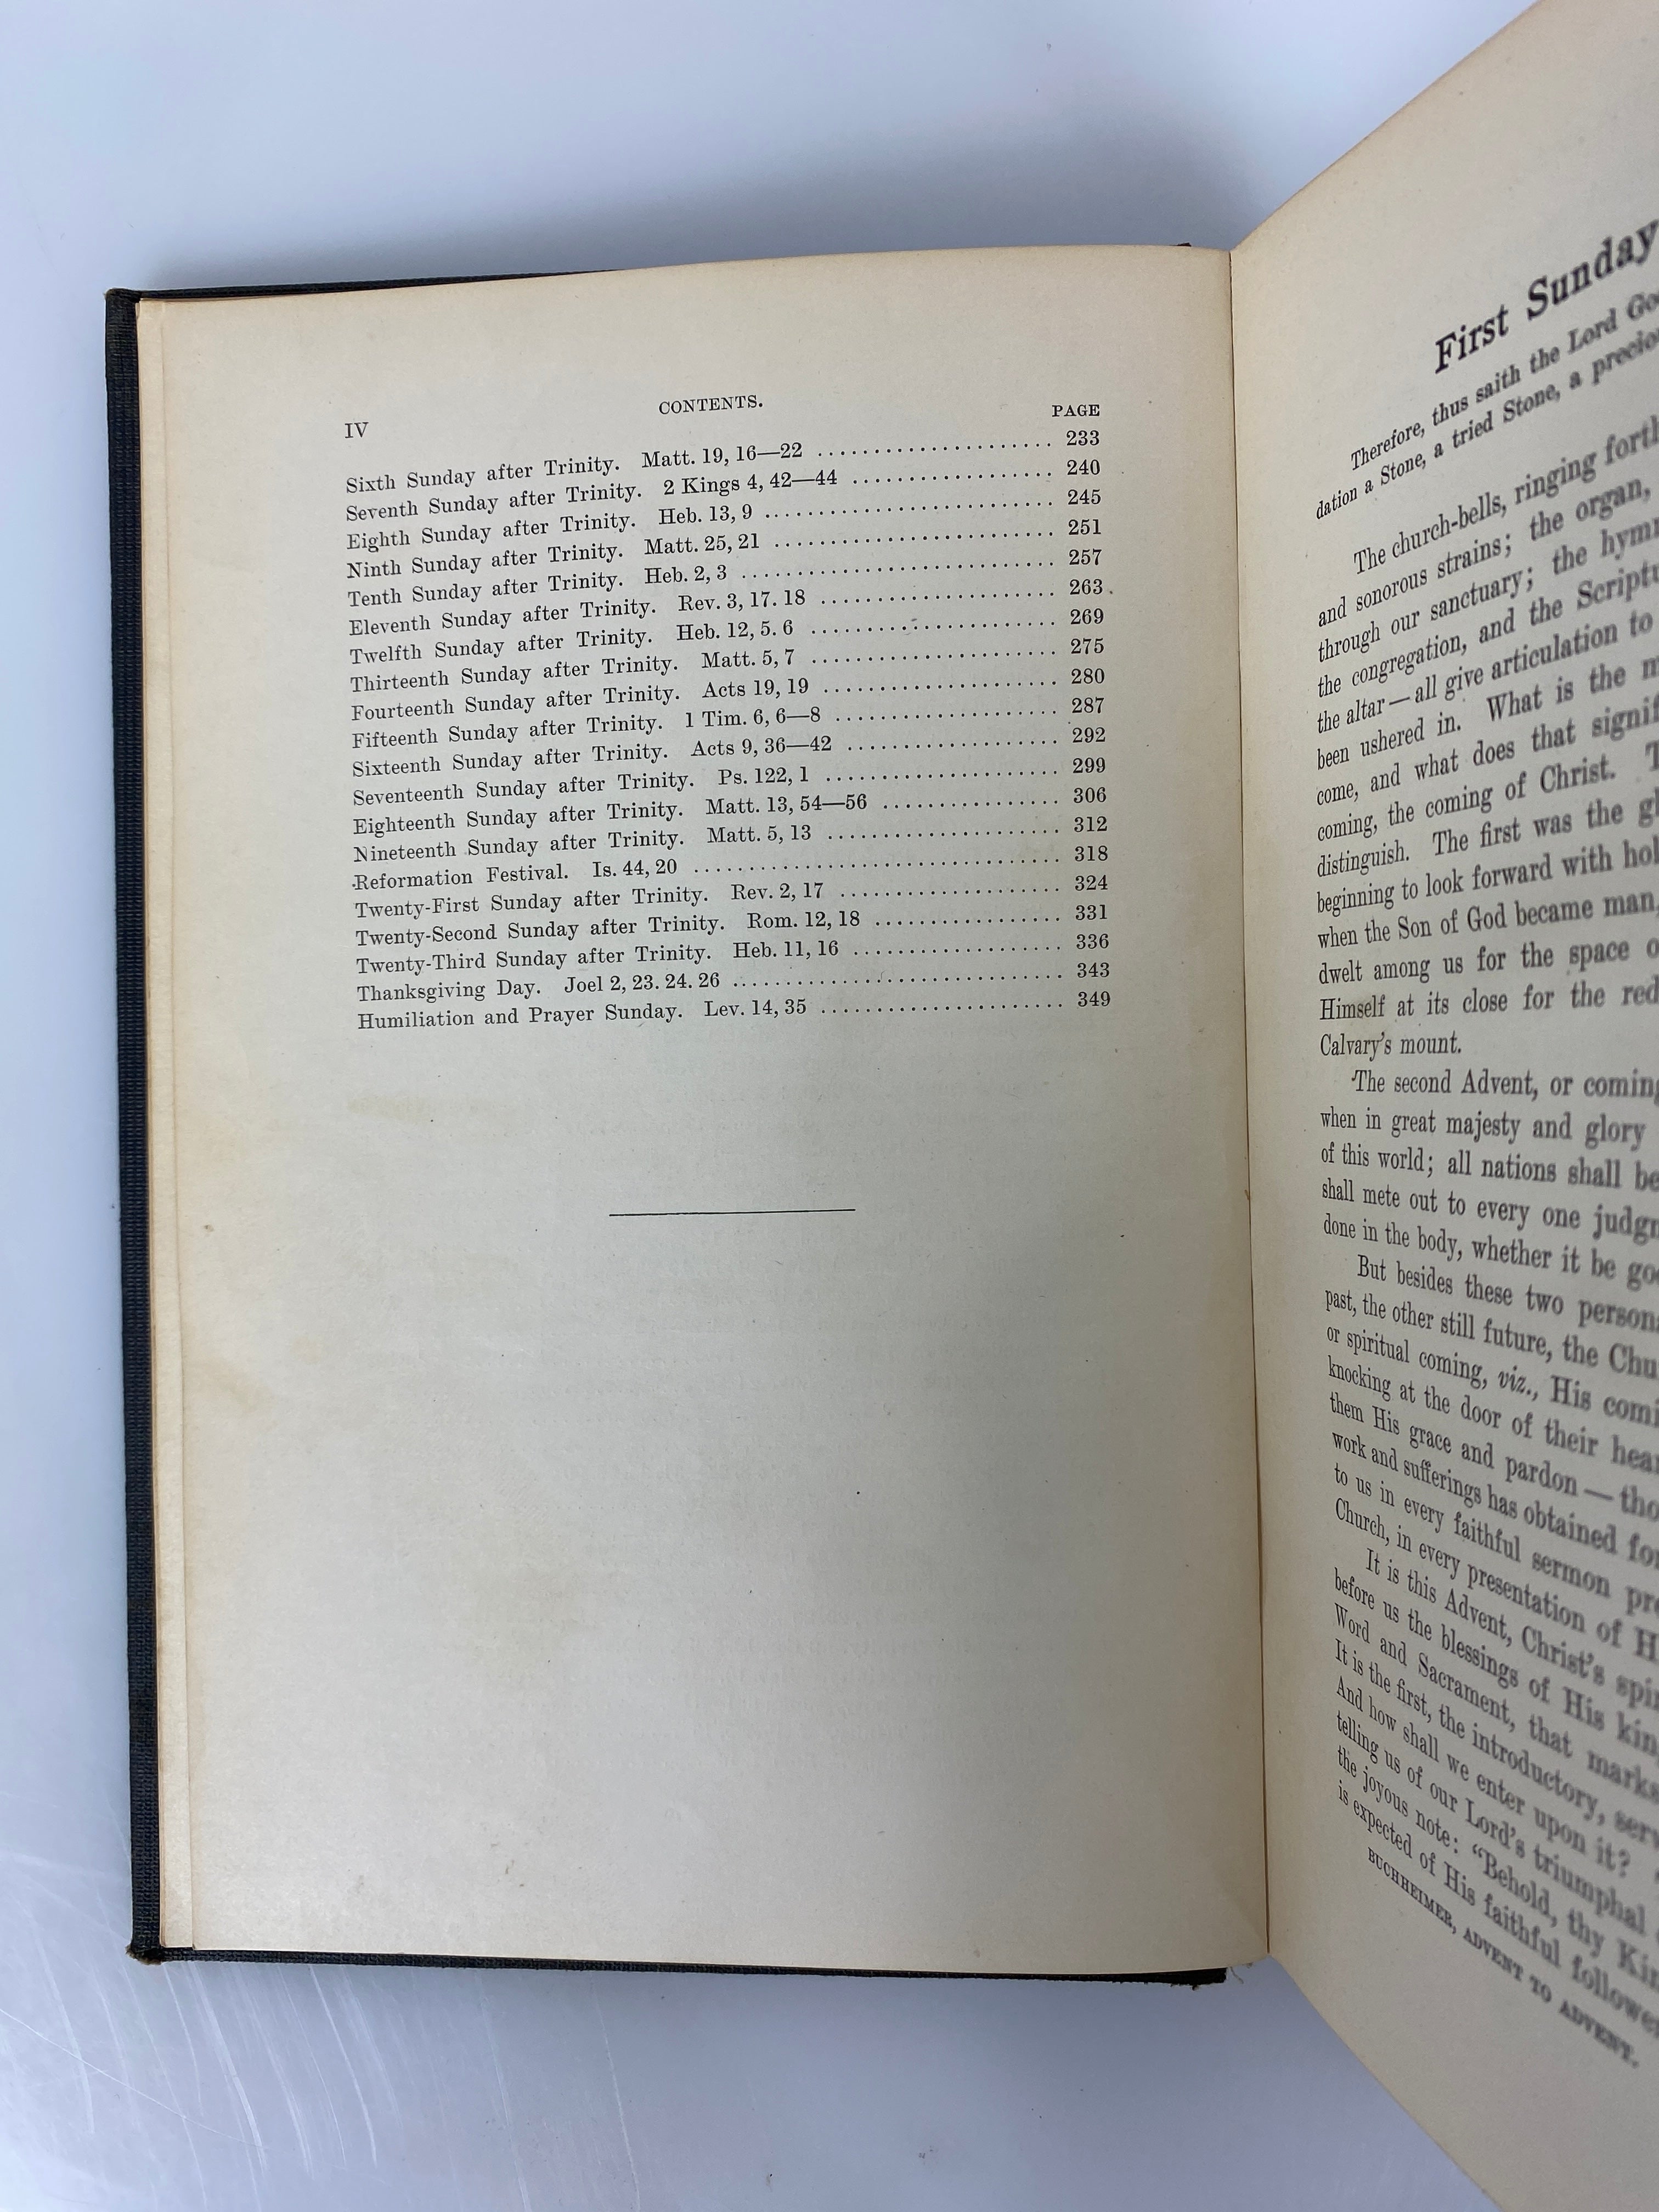 IV
CONTENTS.
PAGE
Sixth Sunday after Trinity. Matt. 19, 16—22 .................... 233
Seventh Sunday after Trinity. 2 Kings 4, 42—44 .................. 240
Eighth Sunday after Trinity. Heb. 13, 9 ......................... 245
Ninth Sunday after Trinity. Matt. 25, 21 ........................ 251
Tenth Sunday after Trinity. Heb. 2, 3 ........................... 257
Eleventh Sunday after Trinity. Rev. 3, 17. 18 .................... 263
Twelfth Sunday after Trinity. Heb. 12, 5. 6 ..................... 269
Thirteenth Sunday after Trinity. Matt. 5, 7 ..................... 275
Fourteenth Sunday after Trinity. Acts 19, 19 .................... 280
Fifteenth Sunday after Trinity. 1 Tim. 6, 6—8 ................... 287
Sixteenth Sunday after Trinity. Acts 9, 36—42 .................. 292
Seventeenth Sunday after Trinity. Ps. 122, 1 .................... 299
Eighteenth Sunday after Trinity. Matt. 13, 54—56 ............... 306
Nineteenth Sunday after Trinity. Matt. 5, 13 .................... 312
Reformation Festival. Is. 44, 20 ................................ 318
Twenty-First Sunday after Trinity. Rev. 2, 17 ................... 324
Twenty-Second Sunday after Trinity. Rom. 12, 18 ................ 331
Twenty-Third Sunday after Trinity. Heb. 11, 16 .................. 336
Thanksgiving Day. Joel 2, 23. 24. 26 ............................ 343
Humiliation and Prayer Sunday. Lev. 14, 35 ..................... 349
First Sunday
Therefore, thus saith the Lord
dation a Stone, a tried Stone, a
The church-bells, ringing forth
and sonorous strains; the organ,
through our sanctuary; the
the congregation, and the
the altar—all give articulation to
been ushered in. What is the
come, and what does that
coming, the coming of Christ.
distinguish. The first was the
beginning to look forward with
when the Son of God became man,
dwelt among us for the space
Himself at its close for the
Calvary's mount.
The second Advent, or
when in great majesty and glory
of this world; all nations shall
shall mete out to every one
done in the body, whether it be
But besides these two
past, the other still future, the
or spiritual coming, viz., His
knocking at the door of their
them His grace and pardon—
work and sufferings has obtained
to us in every faithful sermon
Church, in every presentation of
It is this Advent, Christ's
before us the blessings of His
Word and Sacrament, that
It is the first, the introductory,
And how shall we enter upon it?
telling us of our Lord's triumphal
the joyous note: “Behold, thy
is expected of His faithful
BUCHHEIMER, ADVENT TO ADVENT.